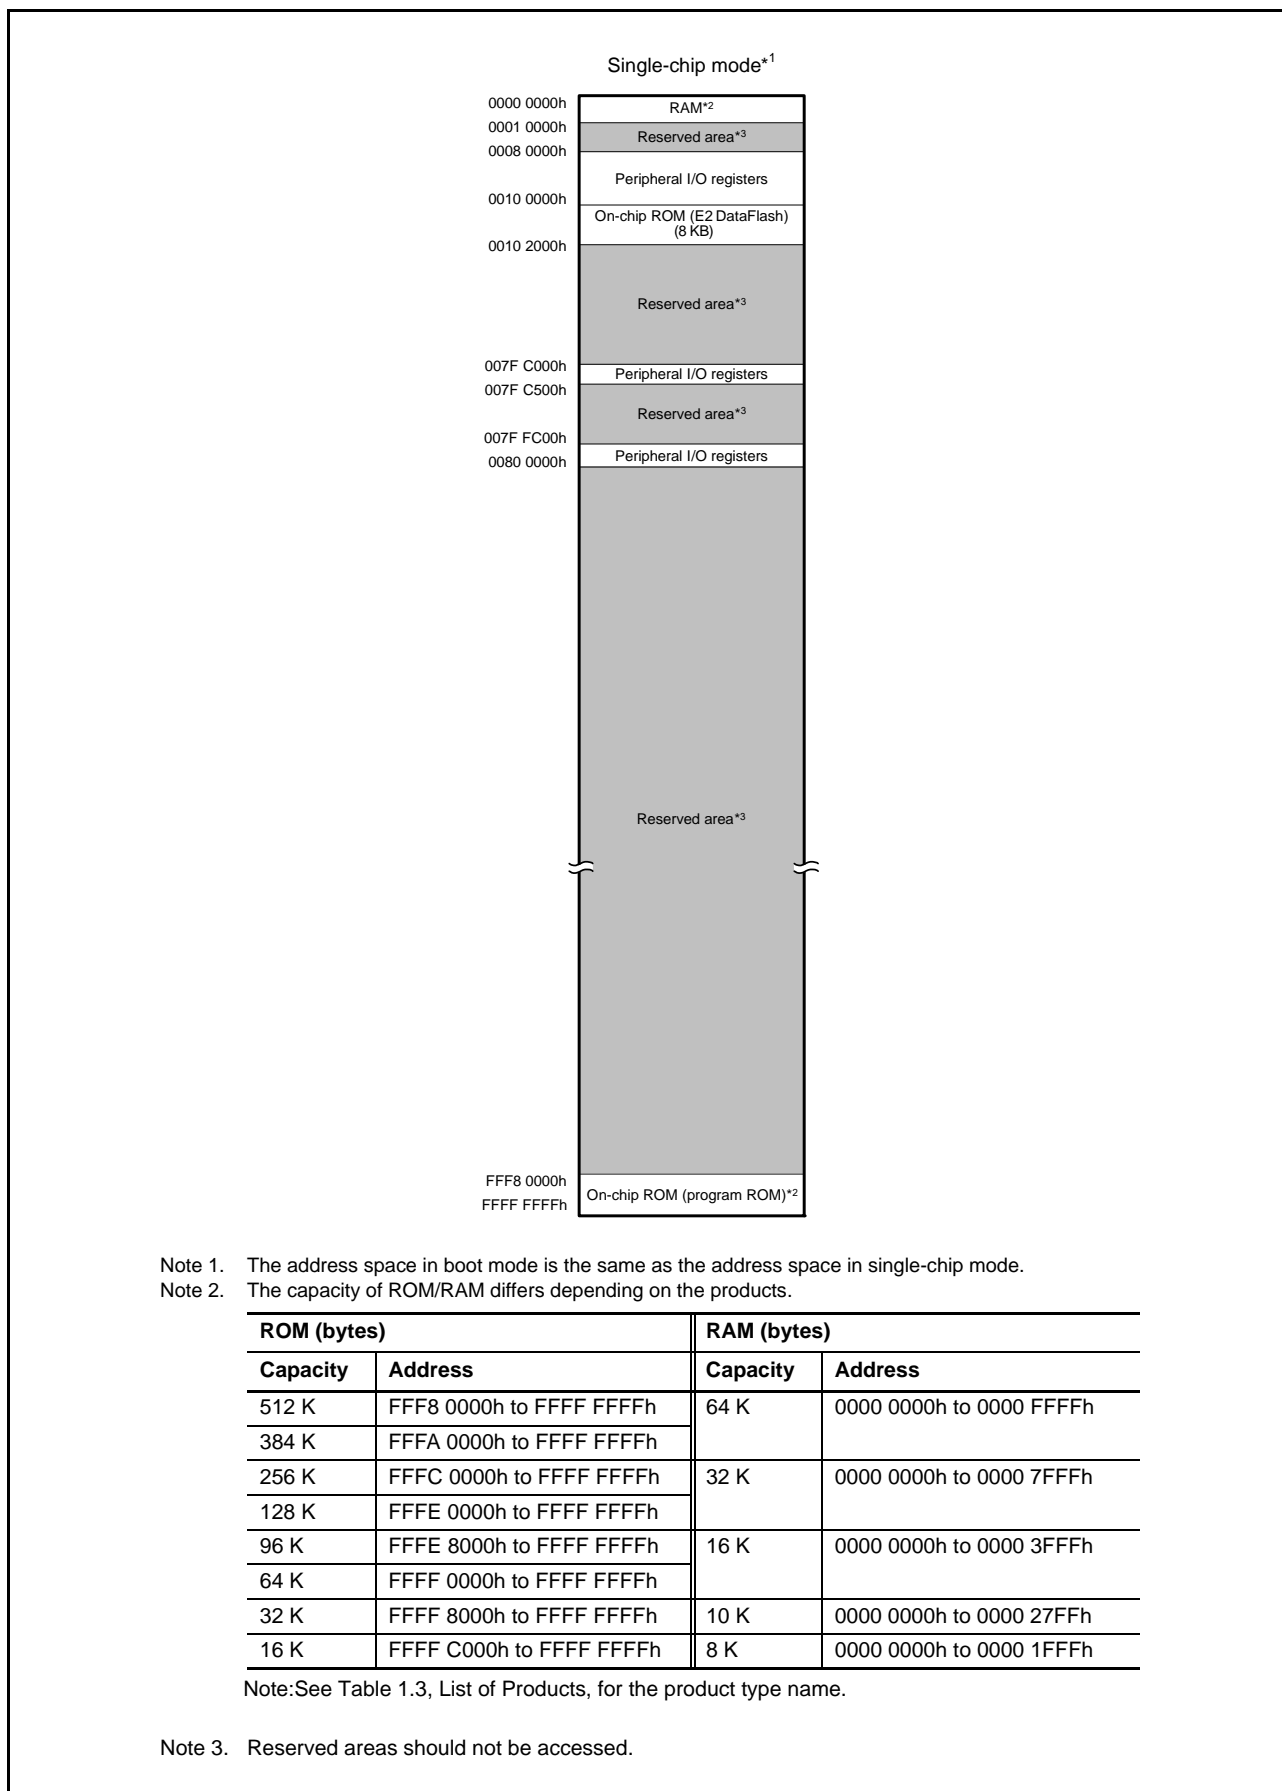 Single-chip mode*1
0000 0000h
RAM*2
0001 0000h
Reserved area*3
0008 0000h
Peripheral I/O registers
0010 0000h
On-chip ROM (E2 DataFlash)
(8 KB)
0010 2000h
Reserved area*3
007F C000h
Peripheral I/O registers
007F C500h
Reserved area*3
007F FC00h
Peripheral I/O registers
0080 0000h
Reserved area*3
FFF8 0000h
On-chip ROM (program ROM)*2
FFFF FFFFh
Note 1. The address space in boot mode is the same as the address space in single-chip mode.
Note 2. The capacity of ROM/RAM differs depending on the products.
ROM (bytes) RAM (bytes)
Capacity Address Capacity Address
512 K FFF8 0000h to FFFF FFFFh 64 K 0000 0000h to 0000 FFFFh
384 K FFFA 0000h to FFFF FFFFh
256 K FFFC 0000h to FFFF FFFFh 32 K 0000 0000h to 0000 7FFFh
128 K FFFE 0000h to FFFF FFFFh
96 K FFFE 8000h to FFFF FFFFh 16 K 0000 0000h to 0000 3FFFh
64 K FFFF 0000h to FFFF FFFFh
32 K FFFF 8000h to FFFF FFFFh 10 K 0000 0000h to 0000 27FFh
16 K FFFF C000h to FFFF FFFFh 8 K 0000 0000h to 0000 1FFFh
Note:See Table 1.3, List of Products, for the product type name.
Note 3. Reserved areas should not be accessed.